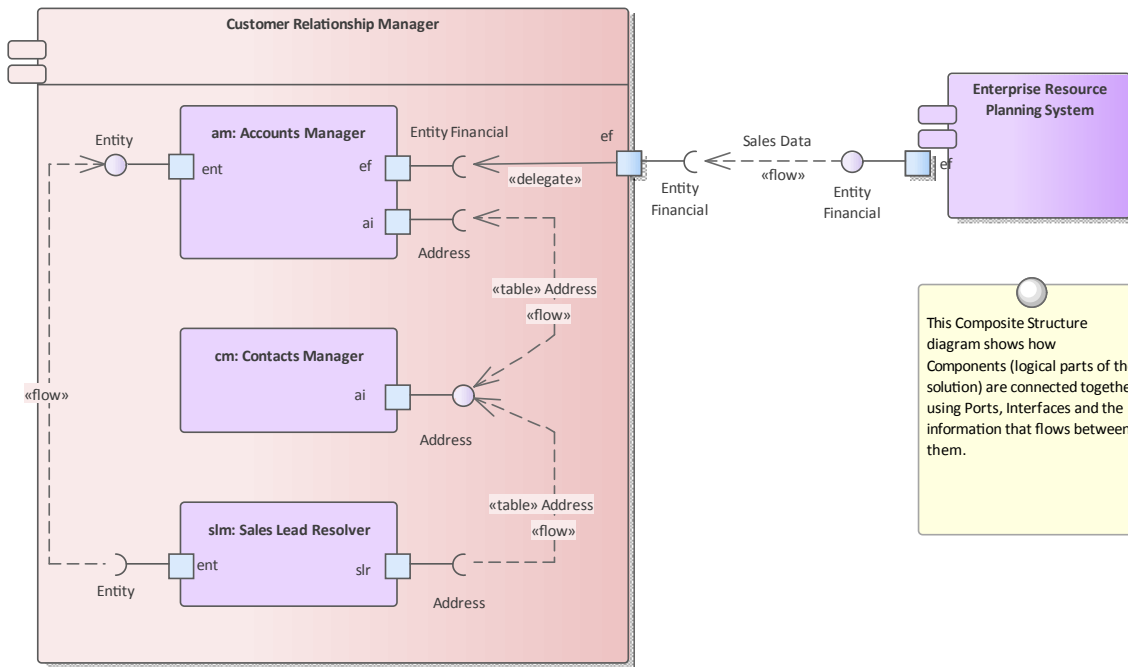 Customer Relationship Manager
Enterprise Resource
Planning System
Entity
am: Accounts Manager
Entity Financial
ef
Sales Data
ent
ef
«delegate»
«flow»
ef
Entity
Financial
Entity
Financial
ai
Address
«table» Address
«flow»
This Composite Structure
diagram shows how
Components (logical parts of th
solution) are connected togethe
using Ports, Interfaces and the
information that flows between
them.
cm: Contacts Manager
ai
«flow»
Address
«table» Address
«flow»
slm: Sales Lead Resolver
ent
slr
Entity
Address